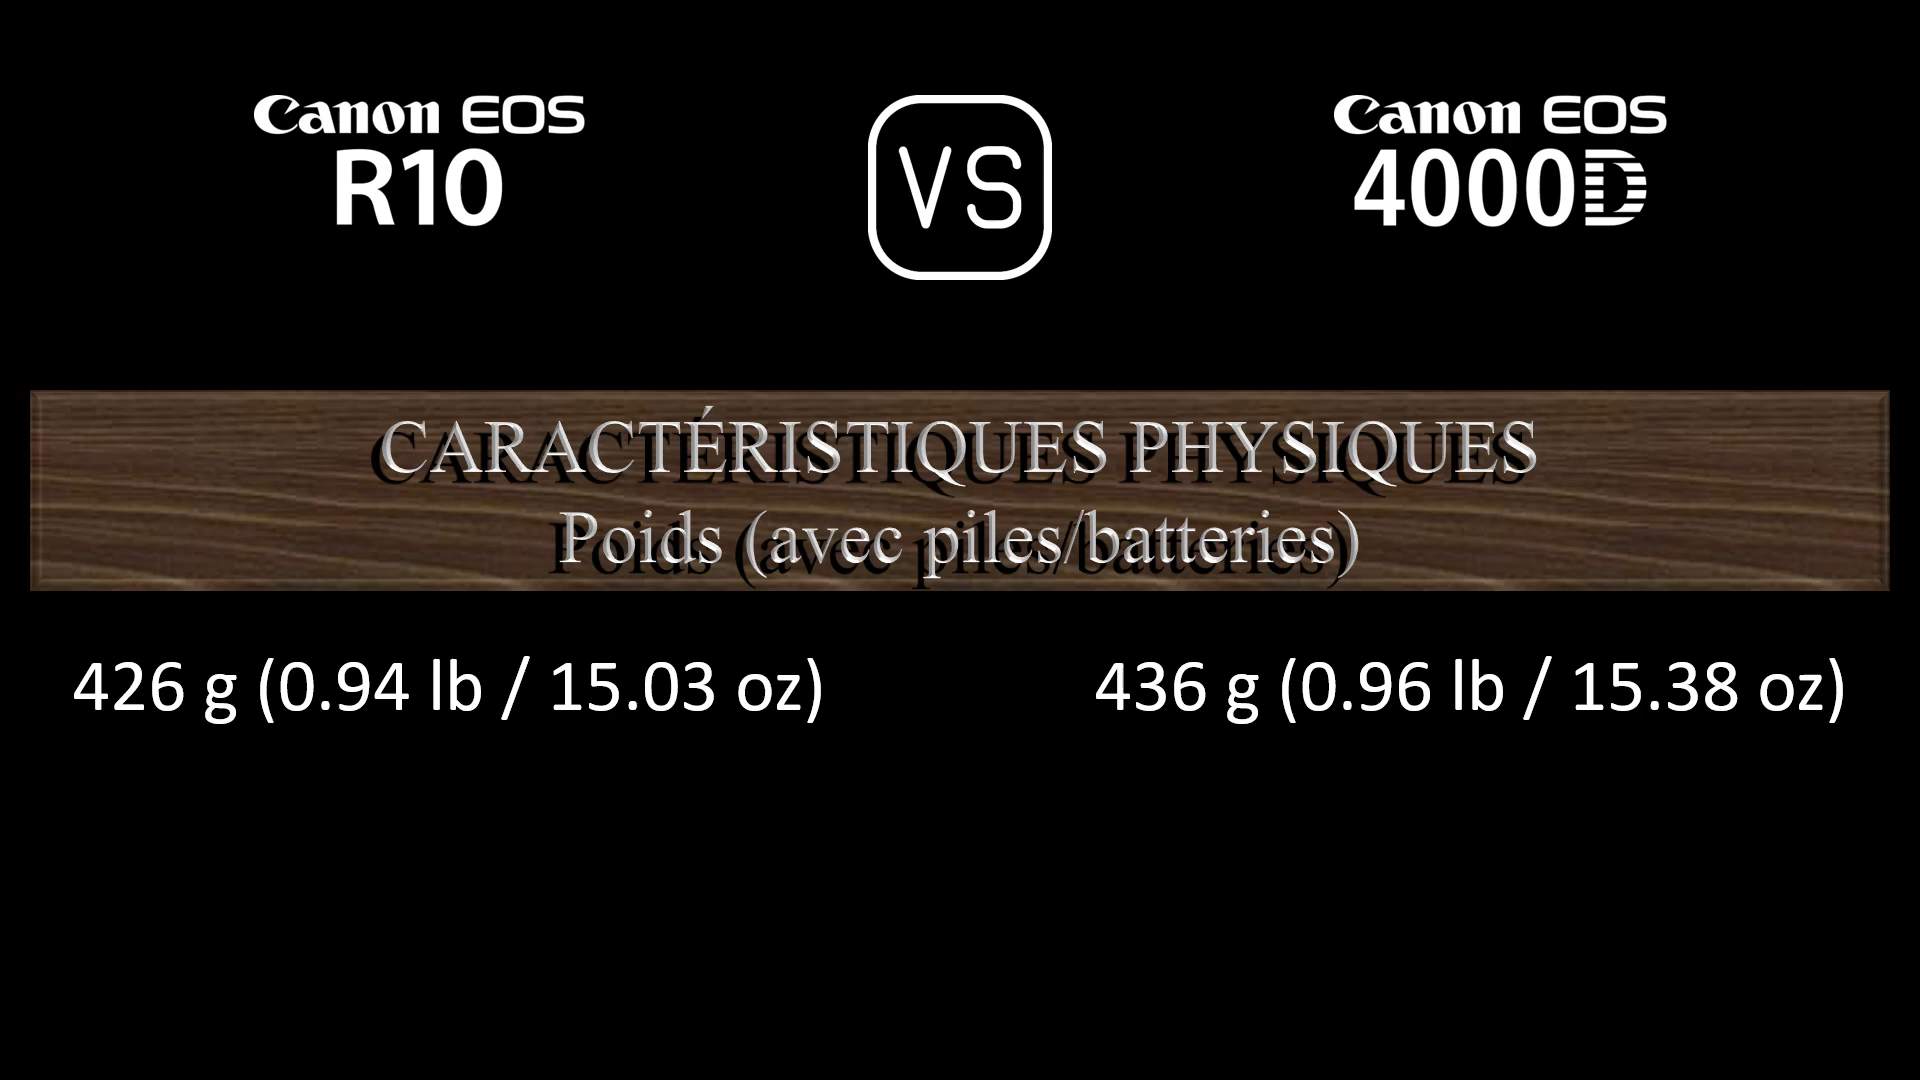 Canon EOS
R10
VS
Canon EOS
4000D
CARACTÉRISTIQUES PHYSIQUES
Poids (avec piles/batteries)
426 g (0.94 lb / 15.03 oz)
436 g (0.96 lb / 15.38 oz)